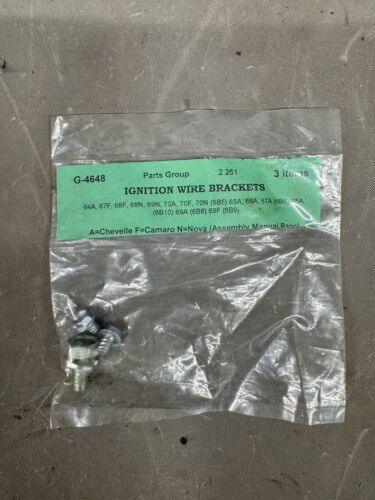 G-4648 Parts Group 2.251 3 items
IGNITION WIRE BRACKETS
64A, 67F, 68F, 68N, 69N, 70A, 70F, 70N (6B5) 65A, 66A, 67A (6B6) 68A
(6B10) 69A (6B8) 69F (6B9)
A=Chevelle F=Camaro N=Nova (Assembly Manual Page)